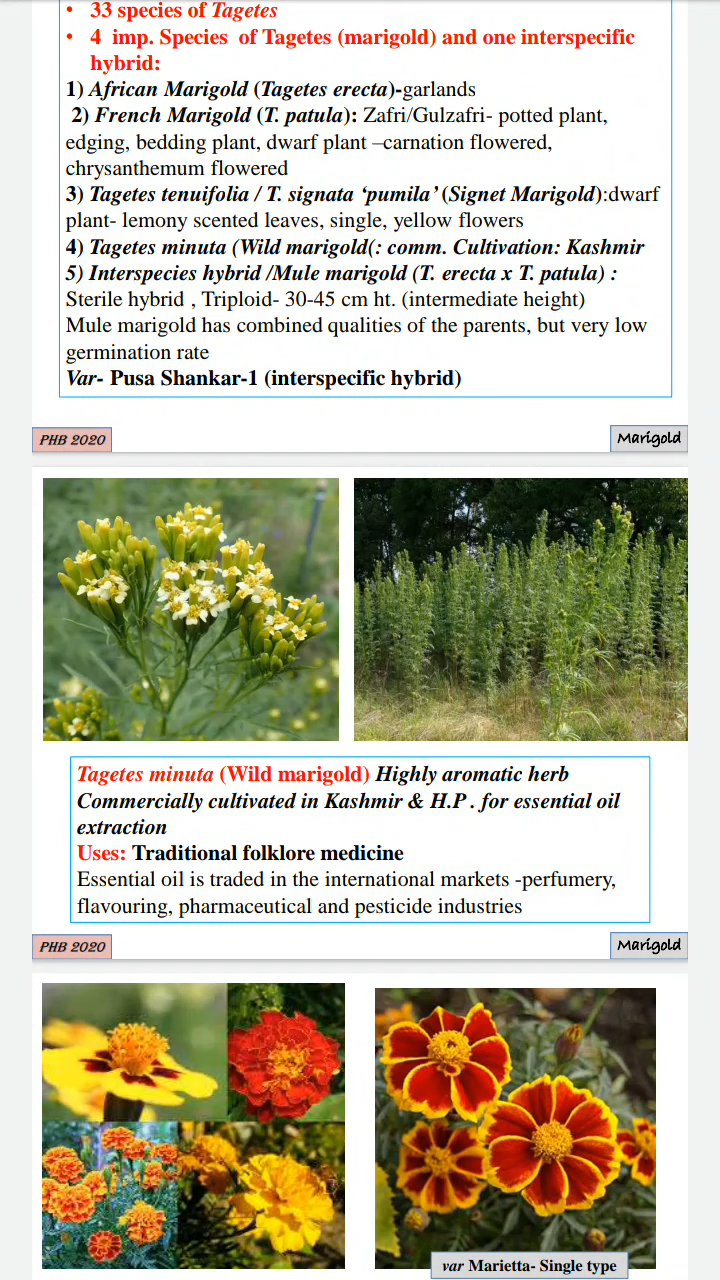 • 33 species of Tagetes
• 4 imp. Species of Tagetes (marigold) and one interspecific
hybrid:
1) African Marigold (Tagetes erecta)-garlands
2) French Marigold (T. patula): Zafri/Gulzafri- potted plant,
edging, bedding plant, dwarf plant –carnation flowered,
chrysanthemum flowered
3) Tagetes tenuifolia / T. signata ‘pumila’ (Signet Marigold):dwarf
plant- lemony scented leaves, single, yellow flowers
4) Tagetes minuta (Wild marigold(: comm. Cultivation: Kashmir
5) Interspecies hybrid /Mule marigold (T. erecta x T. patula) :
Sterile hybrid , Triploid- 30-45 cm ht. (intermediate height)
Mule marigold has combined qualities of the parents, but very low
germination rate
Var- Pusa Shankar-1 (interspecific hybrid)
PHB 2020
Marigold
Tagetes minuta (Wild marigold) Highly aromatic herb
Commercially cultivated in Kashmir & H.P . for essential oil
extraction
Uses: Traditional folklore medicine
Essential oil is traded in the international markets -perfumery,
flavouring, pharmaceutical and pesticide industries
PHB 2020
Marigold
var Marietta- Single type